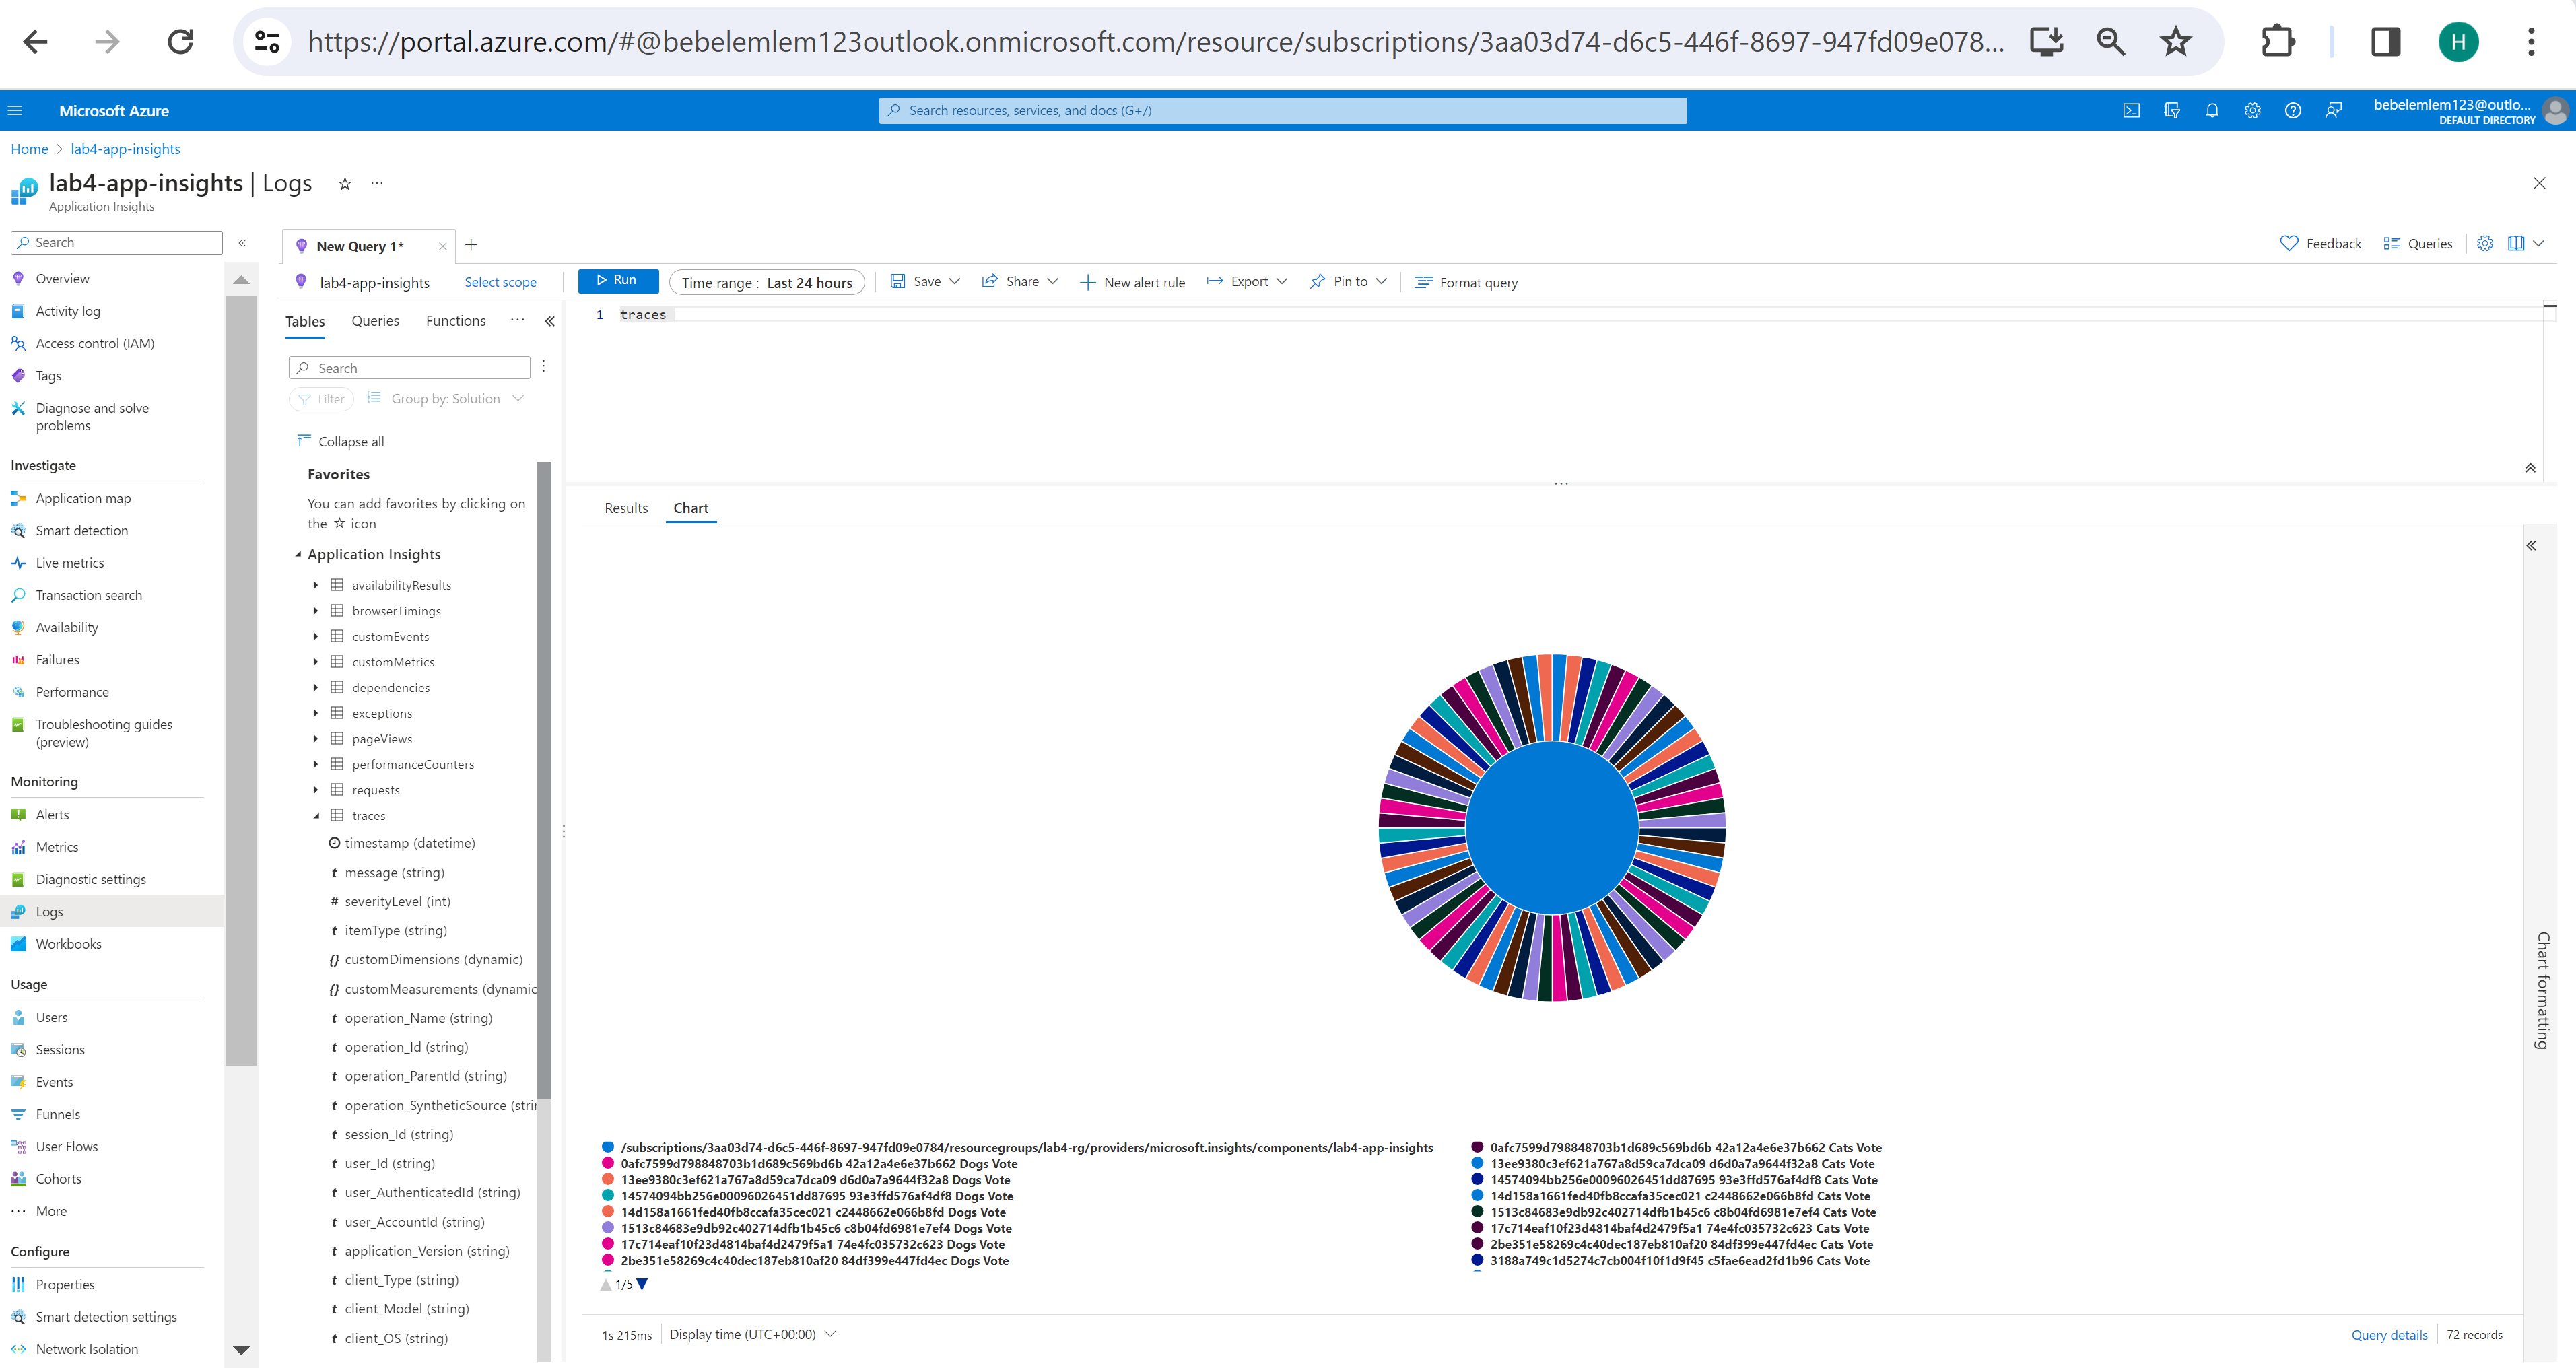 https://portal.azure.com/#@bebelemlem123outlook.onmicrosoft.com/resource/subscriptions/3aa03d74-d6c5-446f-8697-947fd09e078...
H
Microsoft Azure
Search resources, services, and docs (G+/)
bebelemlem123@outlo...
DEFAULT DIRECTORY
Home > lab4-app-insights
lab4-app-insights | Logs
Application Insights
Search
Overview
Activity log
Access control (IAM)
Tags
Diagnose and solve
problems
Investigate
Application map
Smart detection
Live metrics
Transaction search
Availability
Failures
Performance
Troubleshooting guides
(preview)
Monitoring
Alerts
Metrics
Diagnostic settings
Logs
Workbooks
Usage
Users
Sessions
Events
Funnels
User Flows
Cohorts
More
Configure
Properties
Smart detection settings
Network Isolation
New Query 1*
Feedback
Queries
lab4-app-insights
Select scope
Run
Time range : Last 24 hours
Save
Share
New alert rule
Export
Pin to
Format query
Tables
Queries
Functions
Search
Filter
Group by: Solution
Collapse all
Favorites
You can add favorites by clicking on
the ☆ icon
Application Insights
availabilityResults
browserTimings
customEvents
customMetrics
dependencies
exceptions
pageViews
performanceCounters
requests
traces
timestamp (datetime)
t message (string)
# severityLevel (int)
t itemType (string)
{} customDimensions (dynamic)
{} customMeasurements (dynamic
t operation_Name (string)
t operation_Id (string)
t operation_ParentId (string)
t operation_SyntheticSource (strin
t session_Id (string)
t user_Id (string)
t user_AuthenticatedId (string)
t user_AccountId (string)
t application_Version (string)
t client_Type (string)
t client_Model (string)
t client_OS (string)
1 traces
Results
Chart
Chart formatting
/subscriptions/3aa03d74-d6c5-446f-8697-947fd09e0784/resourcegroups/lab4-rg/providers/microsoft.insights/components/lab4-app-insights
0afc7599d798848703b1d689c569bd6b 42a12a4e6e37b662 Dogs Vote
13ee9380c3ef621a767a8d59ca7dca09 d6d0a7a9644f32a8 Dogs Vote
14574094bb256e00096026451dd87695 93e3ffd576af4df8 Dogs Vote
14d158a1661fed40fb8ccafa35cec021 c2448662e066b8fd Dogs Vote
1513c84683e9db92c402714dfb1b45c6 c8b04fd6981e7ef4 Dogs Vote
17c714eaf10f23d4814baf4d2479f5a1 74e4fc035732c623 Dogs Vote
2be351e58269c4c40dec187eb810af20 84df399e447fd4ec Dogs Vote
0afc7599d798848703b1d689c569bd6b 42a12a4e6e37b662 Cats Vote
13ee9380c3ef621a767a8d59ca7dca09 d6d0a7a9644f32a8 Cats Vote
14574094bb256e00096026451dd87695 93e3ffd576af4df8 Cats Vote
14d158a1661fed40fb8ccafa35cec021 c2448662e066b8fd Cats Vote
1513c84683e9db92c402714dfb1b45c6 c8b04fd6981e7ef4 Cats Vote
17c714eaf10f23d4814baf4d2479f5a1 74e4fc035732c623 Cats Vote
2be351e58269c4c40dec187eb810af20 84df399e447fd4ec Cats Vote
3188a749c1d5274c7cb004f10f1d9f45 c5fae6ead2fd1b96 Cats Vote
1/5
1s 215ms
Display time (UTC+00:00)
Query details
72 records